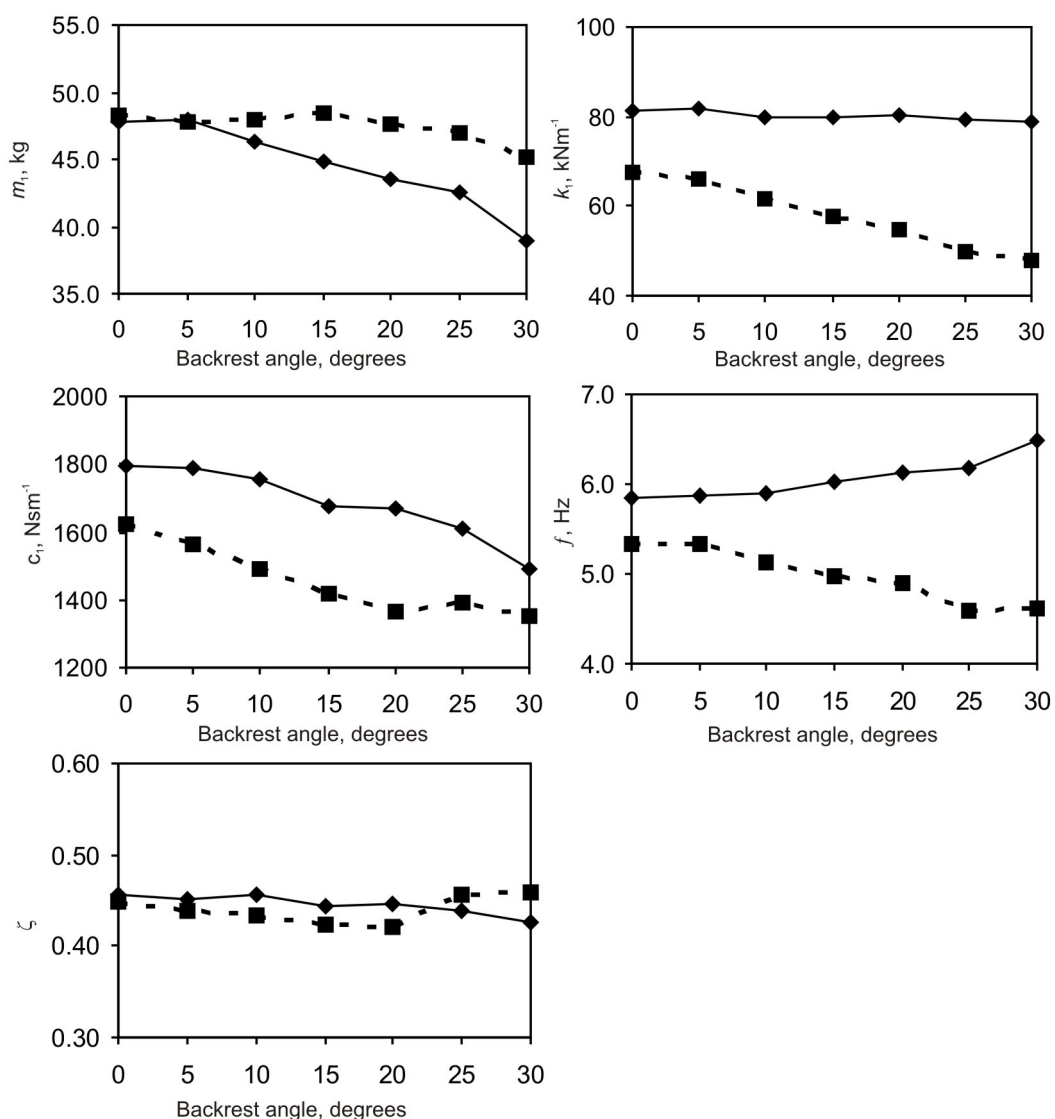 55.0
50.0
45.0
40.0
35.0
m₁, kg
0 5 10 15 20 25 30
Backrest angle, degrees
100
80
60
40
k₁, kNm⁻¹
0 5 10 15 20 25 30
Backrest angle, degrees
2000
1800
1600
1400
1200
c₁, Nsm⁻¹
0 5 10 15 20 25 30
Backrest angle, degrees
7.0
6.0
5.0
4.0
f, Hz
0 5 10 15 20 25 30
Backrest angle, degrees
0.60
0.50
0.40
0.30
ζ
0 5 10 15 20 25 30
Backrest angle, degrees